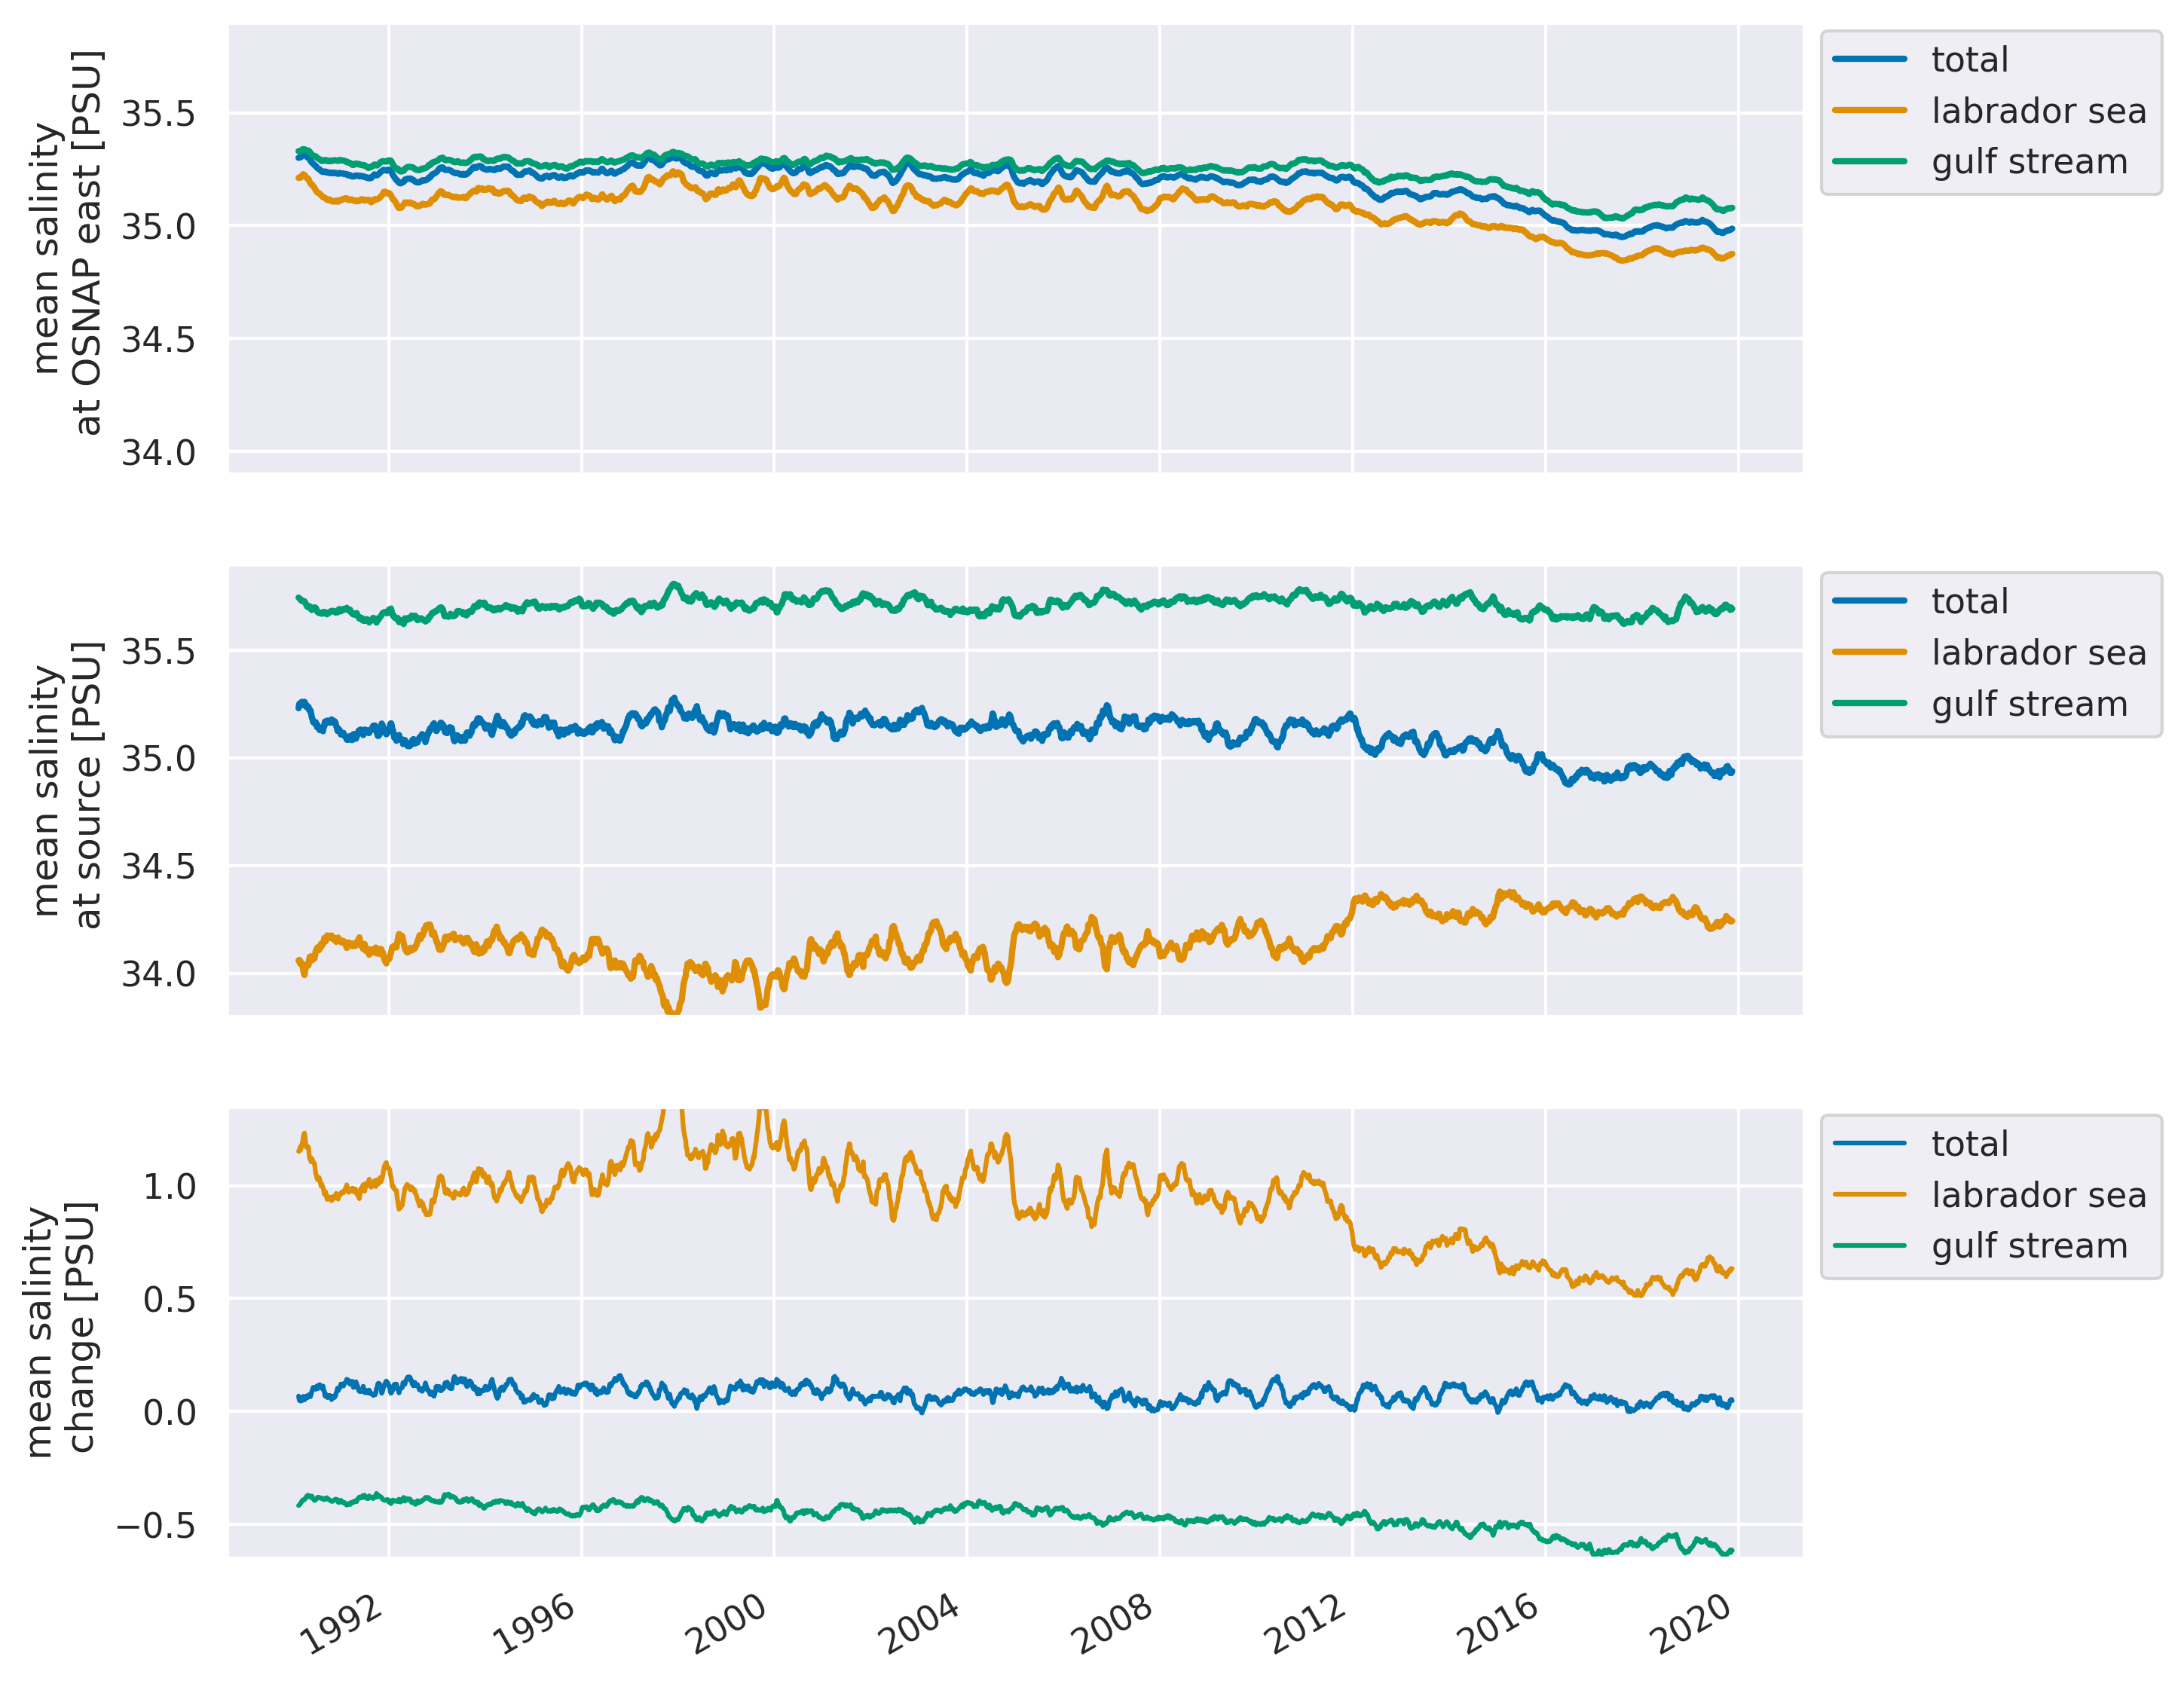 mean salinity
at OSNAP east [PSU]
35.5
35.0
34.5
34.0
total
labrador sea
gulf stream
mean salinity
at source [PSU]
35.5
35.0
34.5
34.0
total
labrador sea
gulf stream
mean salinity
change [PSU]
1.0
0.5
0.0
−0.5
total
labrador sea
gulf stream
1992
1996
2000
2004
2008
2012
2016
2020